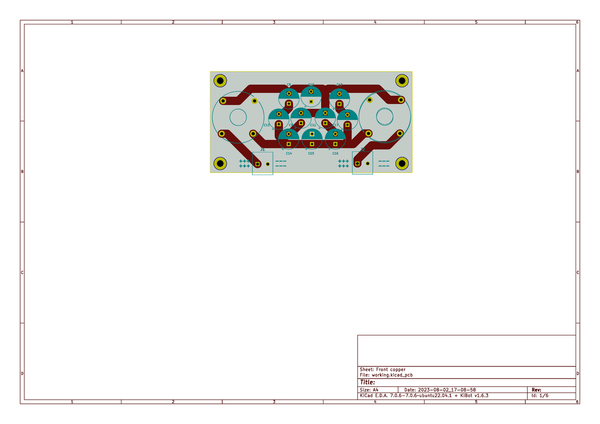 1 2 3 4 5 6
A A
+++ ---- +++ ----
B B
C C
Sheet: Front copper
File: working.kicad_pcb
Title:
D D
Size: A4 Date: 2023-08-02_17-08-58 Rev:
KiCad E.D.A. 7.0.6-7.0.6~ubuntu22.04.1 + KiBot v1.6.3 Id: 1/6
1 2 3 4 5 6